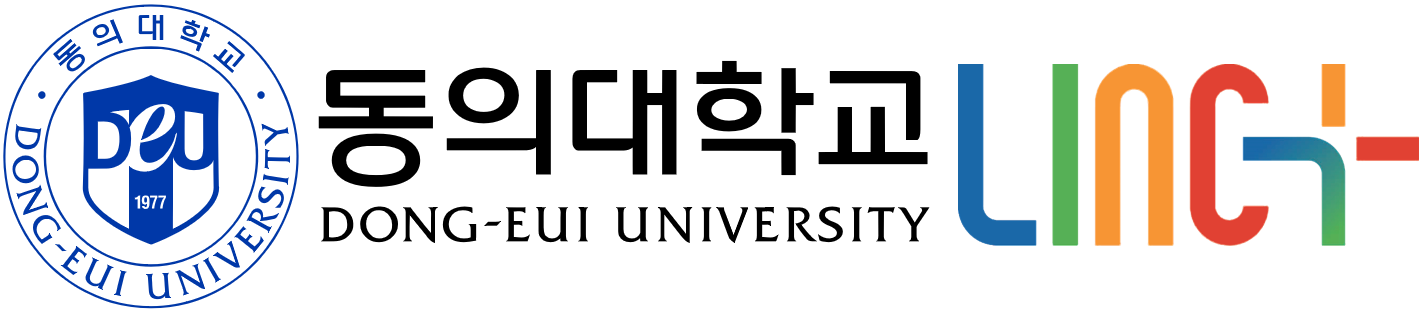 동의대학교
DeU
1977
DONG-EUI UNIVERSITY
동의대학교
DONG-EUI UNIVERSITY
LINC+